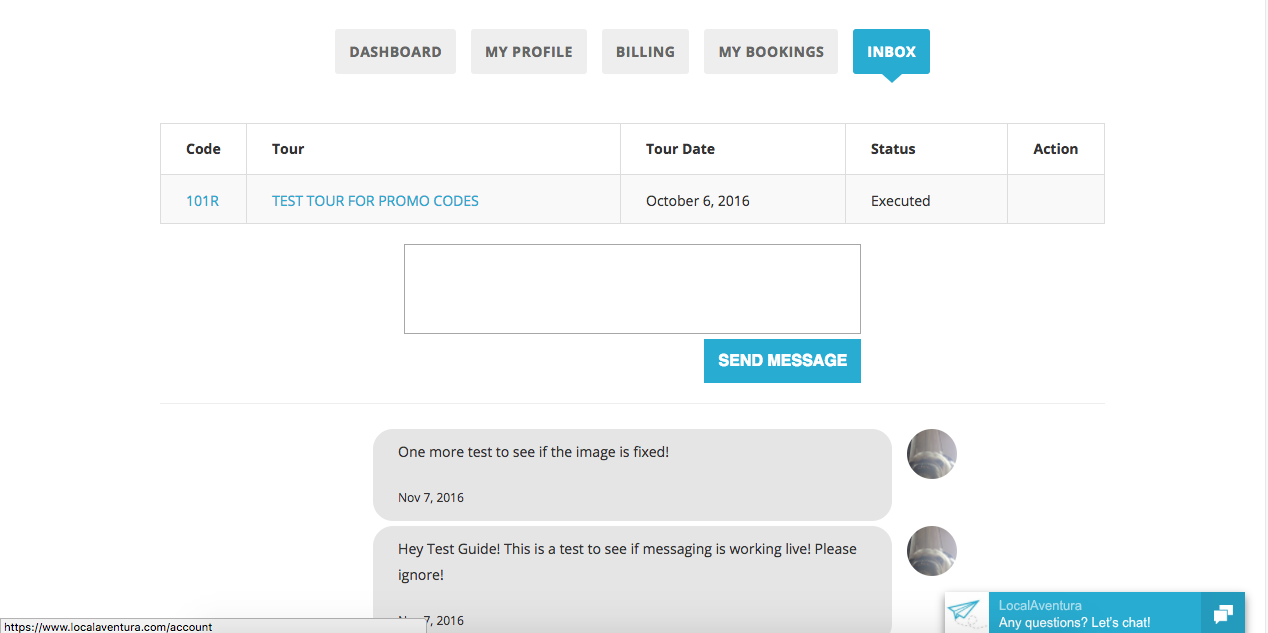 DASHBOARD MY PROFILE BILLING MY BOOKINGS INBOX
Code Tour Tour Date Status Action
101R TEST TOUR FOR PROMO CODES October 6, 2016 Executed
SEND MESSAGE
One more test to see if the image is fixed!
Nov 7, 2016
Hey Test Guide! This is a test to see if messaging is working live! Please
ignore!
Nov 7, 2016
LocalAventura
Any questions? Let's chat!
https://www.localaventura.com/account